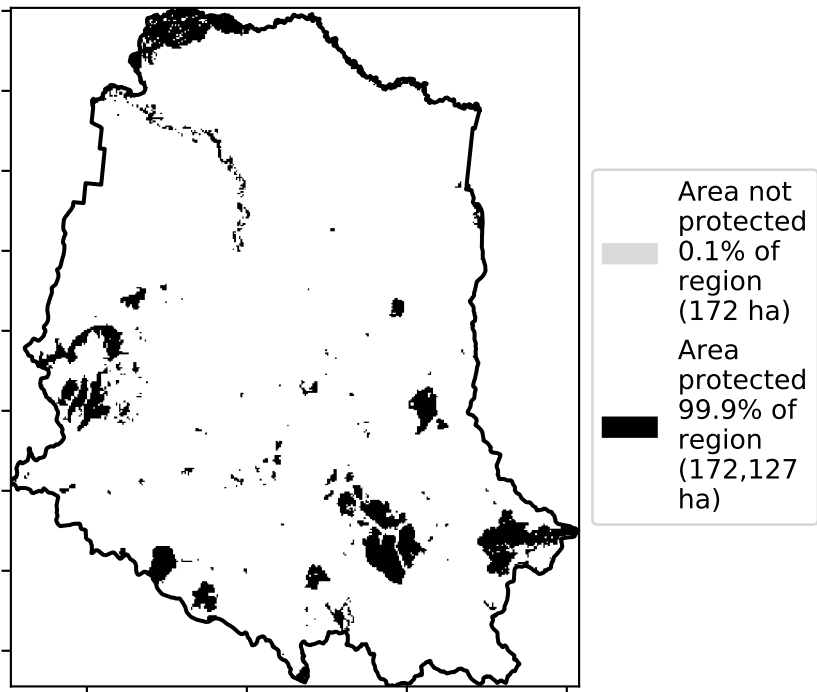 Area not
protected
0.1% of
region
(172 ha)
Area
protected
99.9% of
region
(172,127
ha)